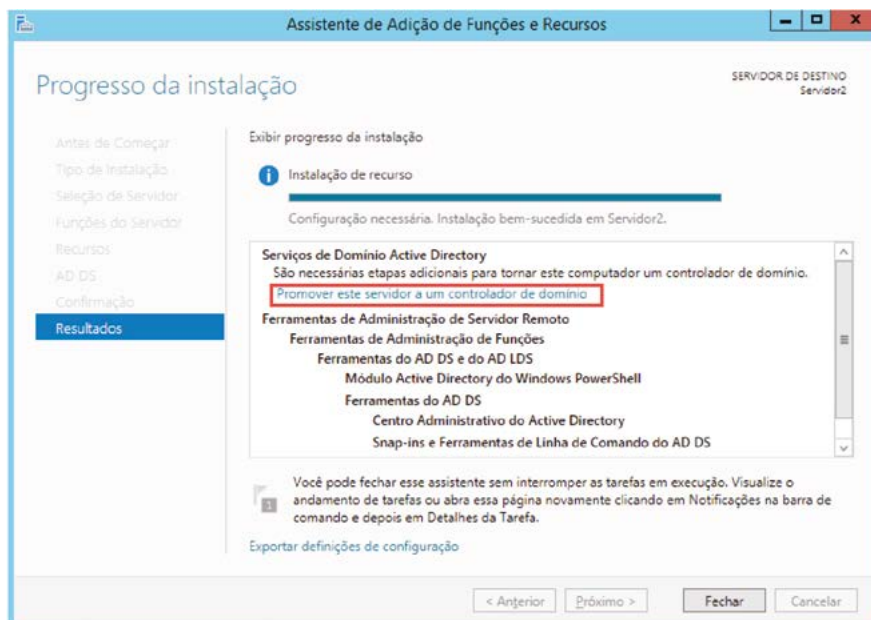 Assistente de Adição de Funções e Recursos
Progresso da instalação
SERVIDOR DE DESTINO
Servidor2
Antes de Começar
Tipo de Instalação
Seleção de Servidor
Funções do Servidor
Recursos
AD DS
Confirmação
Resultados
Exibir progresso da instalação
Instalação de recurso
Configuração necessária. Instalação bem-sucedida em Servidor2.
Serviços de Domínio Active Directory
São necessárias etapas adicionais para tornar este computador um controlador de domínio.
Promover este servidor a um controlador de domínio
Ferramentas de Administração de Servidor Remoto
Ferramentas de Administração de Funções
Ferramentas do AD DS e do AD LDS
Módulo Active Directory do Windows PowerShell
Ferramentas do AD DS
Centro Administrativo do Active Directory
Snap-ins e Ferramentas de Linha de Comando do AD DS
1
Você pode fechar esse assistente sem interromper as tarefas em execução. Visualize o
andamento de tarefas ou abra essa página novamente clicando em Notificações na barra de
comando e depois em Detalhes da Tarefa.
Exportar definições de configuração
< Anterior
Próximo >
Fechar
Cancelar